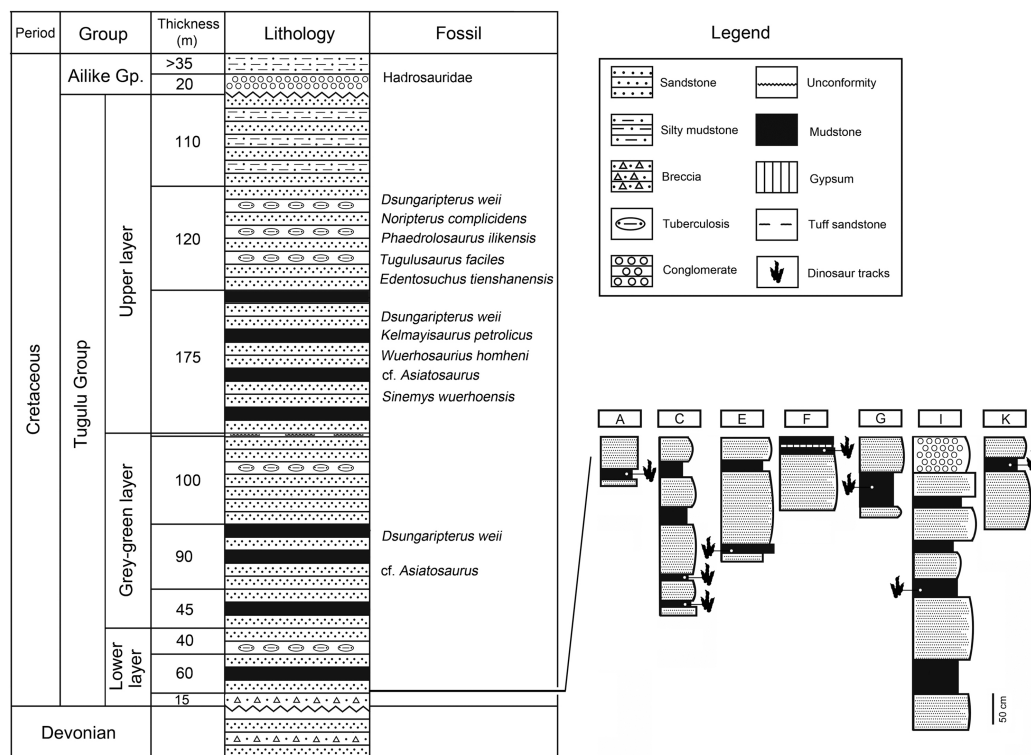 Period
Group
Thickness
(m)
Lithology
Fossil
Cretaceous
Ailike Gp.
>35
20
Hadrosauridae
Tugulu Group
Upper layer
110
120
Dsungaripterus weii
Noripterus complicidens
Phaedrolosaurus ilikensis
Tugulusaurus faciles
Edentosuchus tienshanensis
175
Dsungaripterus weii
Kelmayisaurus petrolicus
Wuerhosaurius homheni
cf. Asiatosaurus
Sinemys wuerhoensis
Grey-green layer
100
90
Dsungaripterus weii
cf. Asiatosaurus
45
Lower
layer
40
60
15
Devonian
Legend
Sandstone
Unconformity
Silty mudstone
Mudstone
Breccia
Gypsum
Tuberculosis
Tuff sandstone
Conglomerate
Dinosaur tracks
A
C
E
F
G
I
K
50 cm